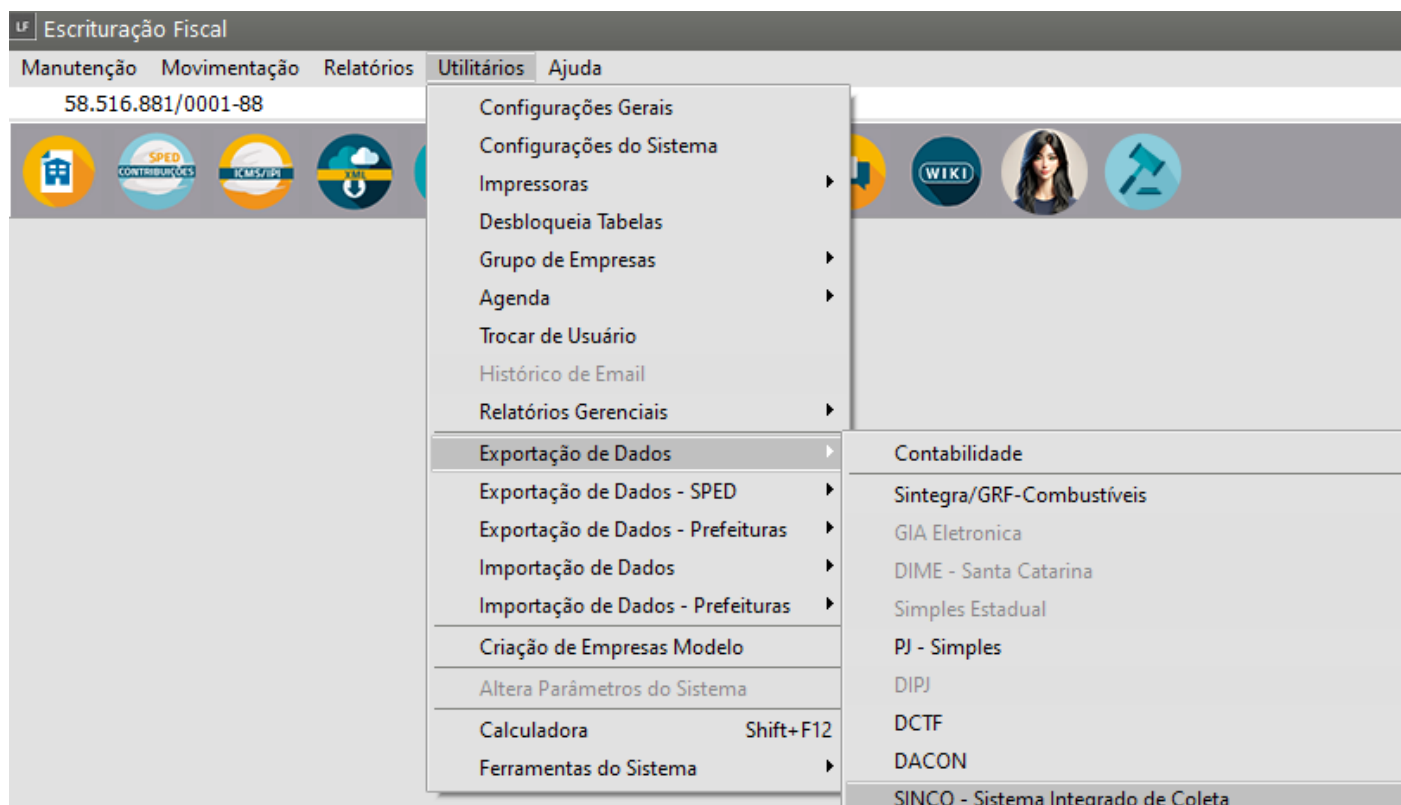 LF Escrituração Fiscal
Manutenção Movimentação Relatórios Utilitários Ajuda
58.516.881/0001-88
SPED CONTRIBUIÇÕES
ICMS/IPI
XML
WIKI
Configurações Gerais
Configurações do Sistema
Impressoras
Desbloqueia Tabelas
Grupo de Empresas
Agenda
Trocar de Usuário
Histórico de Email
Relatórios Gerenciais
Exportação de Dados
Exportação de Dados - SPED
Exportação de Dados - Prefeituras
Importação de Dados
Importação de Dados - Prefeituras
Criação de Empresas Modelo
Altera Parâmetros do Sistema
Calculadora Shift+F12
Ferramentas do Sistema
Contabilidade
Sintegra/GRF-Combustíveis
GIA Eletronica
DIME - Santa Catarina
Simples Estadual
PJ - Simples
DIPJ
DCTF
DACON
SINCO - Sistema Integrado de Coleta